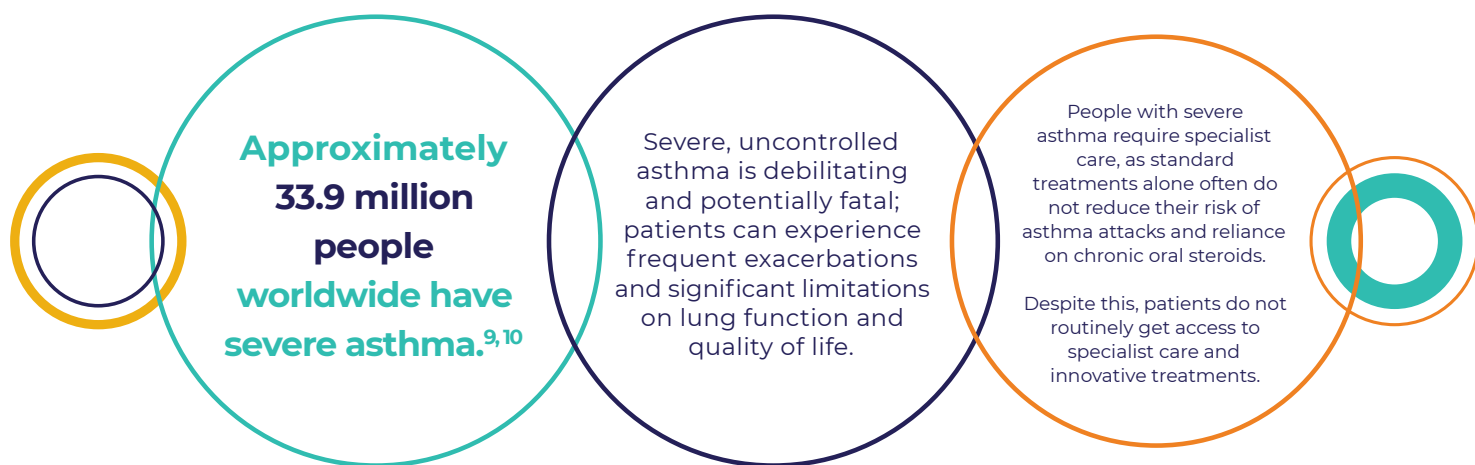 Approximately
33.9 million
people
worldwide have
severe asthma.9, 10
Severe, uncontrolled
asthma is debilitating
and potentially fatal;
patients can experience
frequent exacerbations
and significant limitations
on lung function and
quality of life.
People with severe
asthma require specialist
care, as standard
treatments alone often do
not reduce their risk of
asthma attacks and reliance
on chronic oral steroids.
Despite this, patients do not
routinely get access to
specialist care and
innovative treatments.